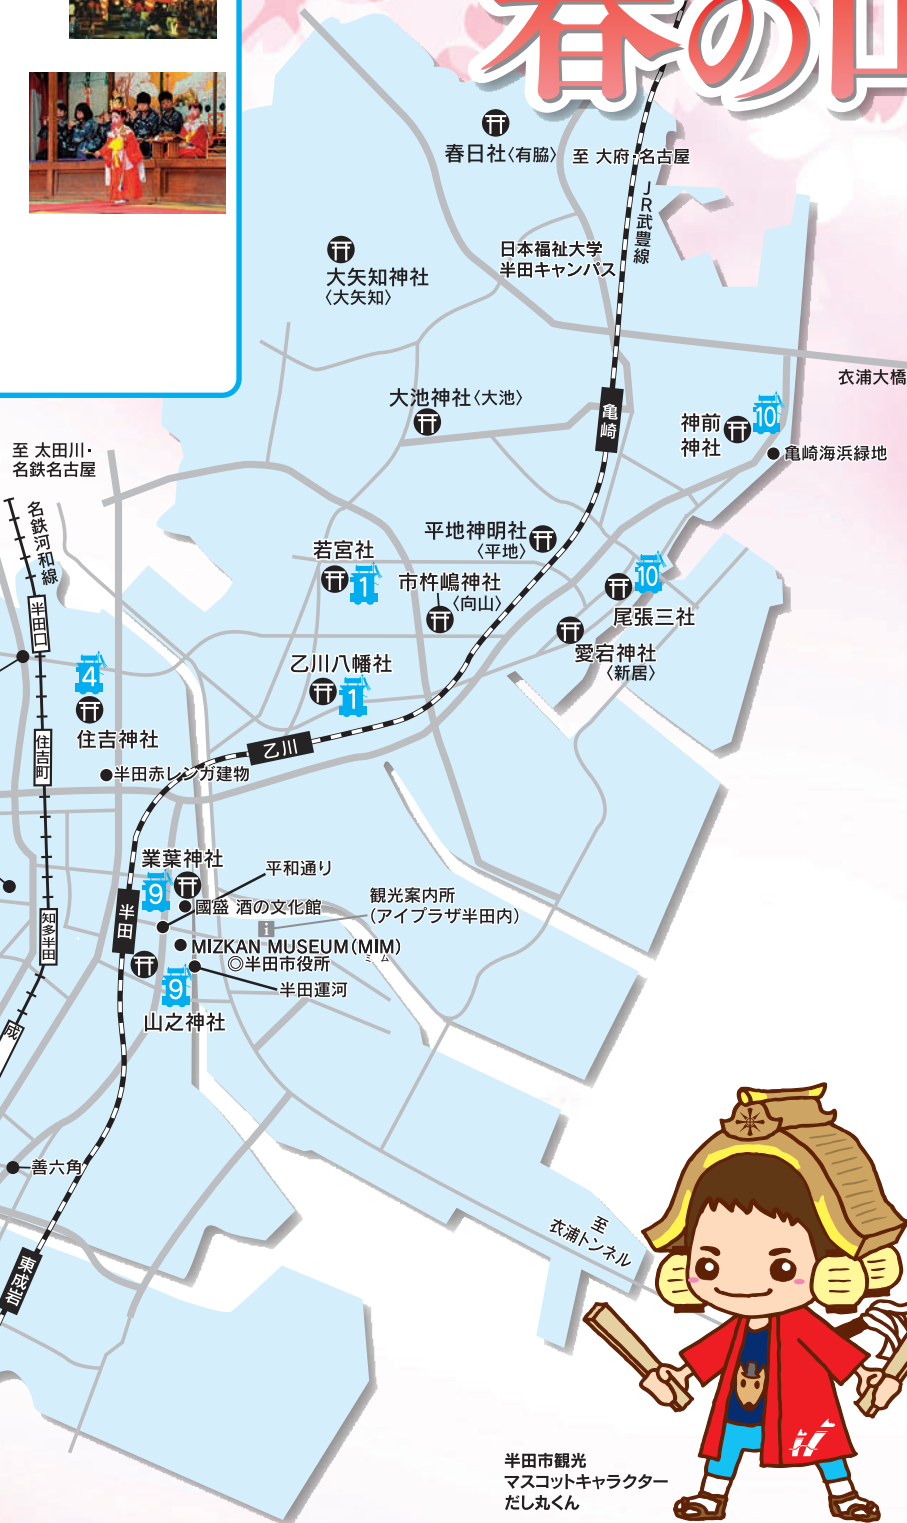 春の山
春日社〈有脇〉
至 大府・名古屋
JR武豊線
日本福祉大学
半田キャンパス
大矢知神社
〈大矢知〉
衣浦大橋
大池神社〈大池〉
亀崎
神前
神社
10
亀崎海浜緑地
至 太田川・
名鉄名古屋
名鉄河和線
平地神明社
〈平地〉
若宮社
1
市杵嶋神社
〈向山〉
10
尾張三社
半田口
愛宕神社
〈新居〉
乙川八幡社
1
4
住吉神社
住吉町
乙川
半田赤レンガ建物
業葉神社
9
平和通り
國盛 酒の文化館
観光案内所
(アイプラザ半田内)
i
半田
知多半田
MIZKAN MUSEUM(MIM)
ミム
◎半田市役所
9
半田運河
山之神社
成
善六角
至
衣浦トンネル
東成岩
半田市観光
マスコットキャラクター
だし丸くん